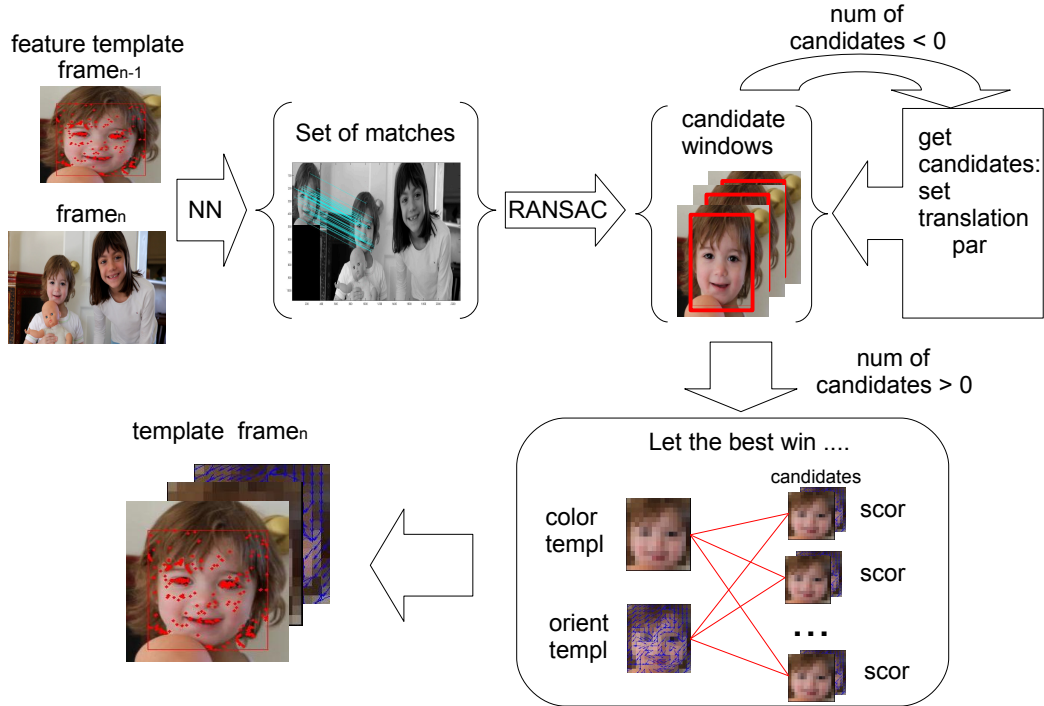 feature template
framen-1
framen
NN
Set of matches
RANSAC
candidate
windows
num of
candidates < 0
get
candidates:
set
translation
par
num of
candidates > 0
template framen
Let the best win ....
candidates
color
templ
orient
templ
scor
scor
...
scor